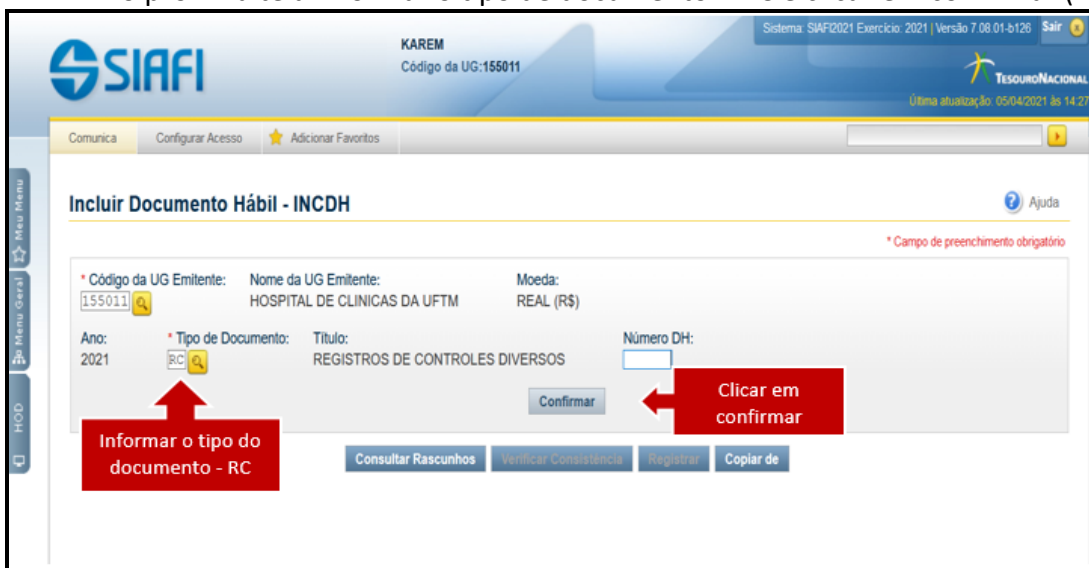 Sistema: SIAFI2021 Exercício: 2021 | Versão 7.08.01-b126 Sair
SIAFI
KAREM
Código da UG:155011
TESOURONACIONAL
Última atualização: 05/04/2021 às 14:27
Comunica Configurar Acesso Adicionar Favoritos
Meu Menu
Menu Geral
HOD
Incluir Documento Hábil - INCDH
Ajuda
* Campo de preenchimento obrigatório
* Código da UG Emitente: Nome da UG Emitente: Moeda:
155011 HOSPITAL DE CLINICAS DA UFTM REAL (R$)
Ano: * Tipo de Documento: Título: Número DH:
2021 RC REGISTROS DE CONTROLES DIVERSOS
Confirmar
Clicar em
confirmar
Informar o tipo do
documento - RC
Consultar Rascunhos Verificar Consistência Registrar Copiar de